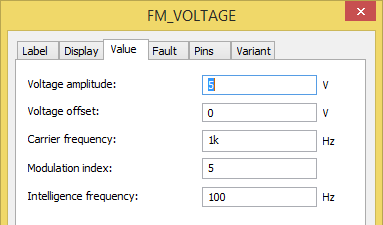 FM_VOLTAGE
Label Display Value Fault Pins Variant
Voltage amplitude: 5 V
Voltage offset: 0 V
Carrier frequency: 1k Hz
Modulation index: 5
Intelligence frequency: 100 Hz